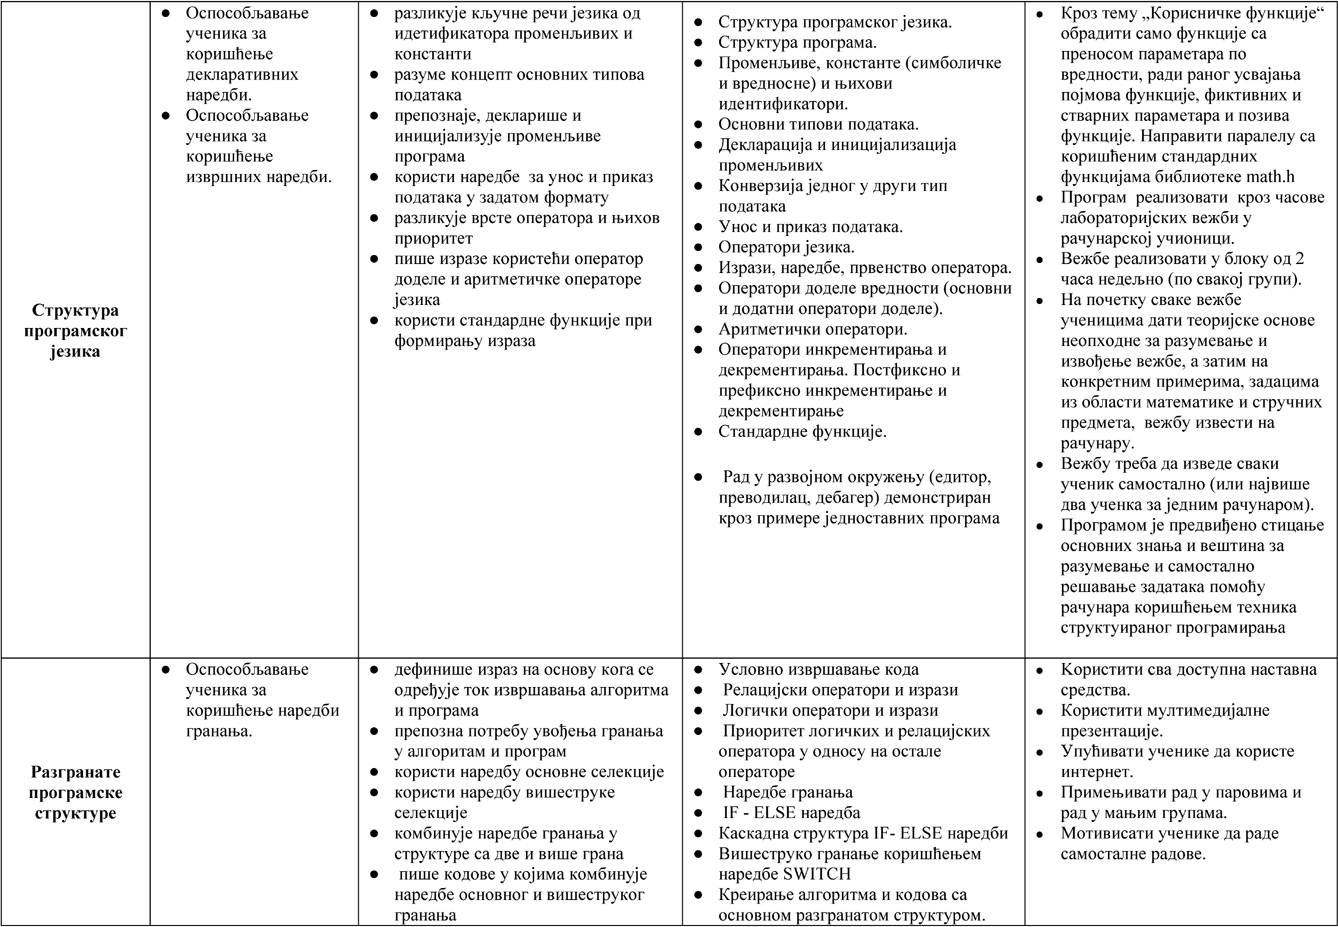 Структура
програмског
језика
● Оспособљавање
ученика за
коришћење
декларативних
наредби.
● Оспособљавање
ученика за
коришћење
извршних наредби.
● разликује кључне речи језика од
идетификатора променљивих и
константи
● разуме концепт основних типова
података
● препознаје, декларише и
иницијализује променљиве
програма
● користи наредбе за унос и приказ
података у задатом формату
● разликује врсте оператора и њихов
приоритет
● пише изразе користећи оператор
доделе и аритметичке операторе
језика
● користи стандардне функције при
формирању израза
● Структура програмског језика.
● Структура програма.
● Променљиве, константе (симболичке
и вредносне) и њихови
идентификатори.
● Основни типови података.
● Декларација и иницијализација
променљивих
● Конверзија једног у други тип
података
● Унос и приказ података.
● Оператори језика.
● Изрази, наредбе, првенство оператора.
● Оператори доделе вредности (основни
и додатни оператори доделе).
● Аритметички оператори.
● Оператори инкрементирања и
декрементирања. Постфиксно и
префиксно инкрементирање и
декрементирање
● Стандардне функције.
● Рад у развојном окружењу (едитор,
преводилац, дебагер) демонстриран
кроз примере једноставних програма
● Кроз тему „Корисничке функције“
обрадити само функције са
преносом параметара по
вредности, ради раног усвајања
појмова функције, фиктивних и
стварних параметара и позива
функције. Направити паралелу са
коришћеним стандардних
функцијама библиотеке math.h
● Програм реализовати кроз часове
лабораторијских вежби у
рачунарској учионици.
● Вежбе реализовати у блоку од 2
часа недељно (по свакој групи).
● На почетку сваке вежбе
ученицима дати теоријске основе
неопходне за разумевање и
извођење вежбе, а затим на
конкретним примерима, задацима
из области математике и стручних
предмета, вежбу извести на
рачунару.
● Вежбу треба да изведе сваки
ученик самостално (или највише
два ученка за једним рачунаром).
● Програмом је предвиђено стицање
основних знања и вештина за
разумевање и самостално
решавање задатака помоћу
рачунара коришћењем техника
структуираног програмирања
Разгранате
програмске
структуре
● Оспособљавање
ученика за
коришћење наредби
гранања.
● дефинише израз на основу кога се
одређује ток извршавања алгоритма
и програма
● препозна потребу увођења гранања
у алгоритам и програм
● користи наредбу основне селекције
● користи наредбу вишеструке
селекције
● комбинује наредбе гранања у
структуре са две и више грана
● пише кодове у којима комбинује
наредбе основног и вишеструког
гранања
● Условно извршавање кода
● Релацијски оператори и изрази
● Логички оператори и изрази
● Приоритет логичких и релацијских
оператора у односу на остале
операторе
● Наредбе гранања
● IF - ELSE наредба
● Каскадна структура IF- ELSE наредби
● Вишеструко гранање коришћењем
наредбе SWITCH
● Креирање алгоритма и кодова са
основном разгранатом структуром.
● Користити сва доступна наставна
средства.
● Користити мултимедијалне
презентације.
● Упућивати ученике да користе
интернет.
● Примењивати рад у паровима и
рад у мањим групама.
● Мотивисати ученике да раде
самосталне радове.